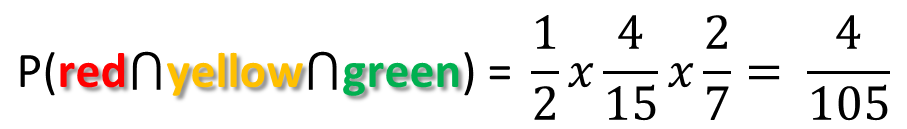 P(red∩yellow∩green) = 1/2 x 4/15 x 2/7 = 4/105